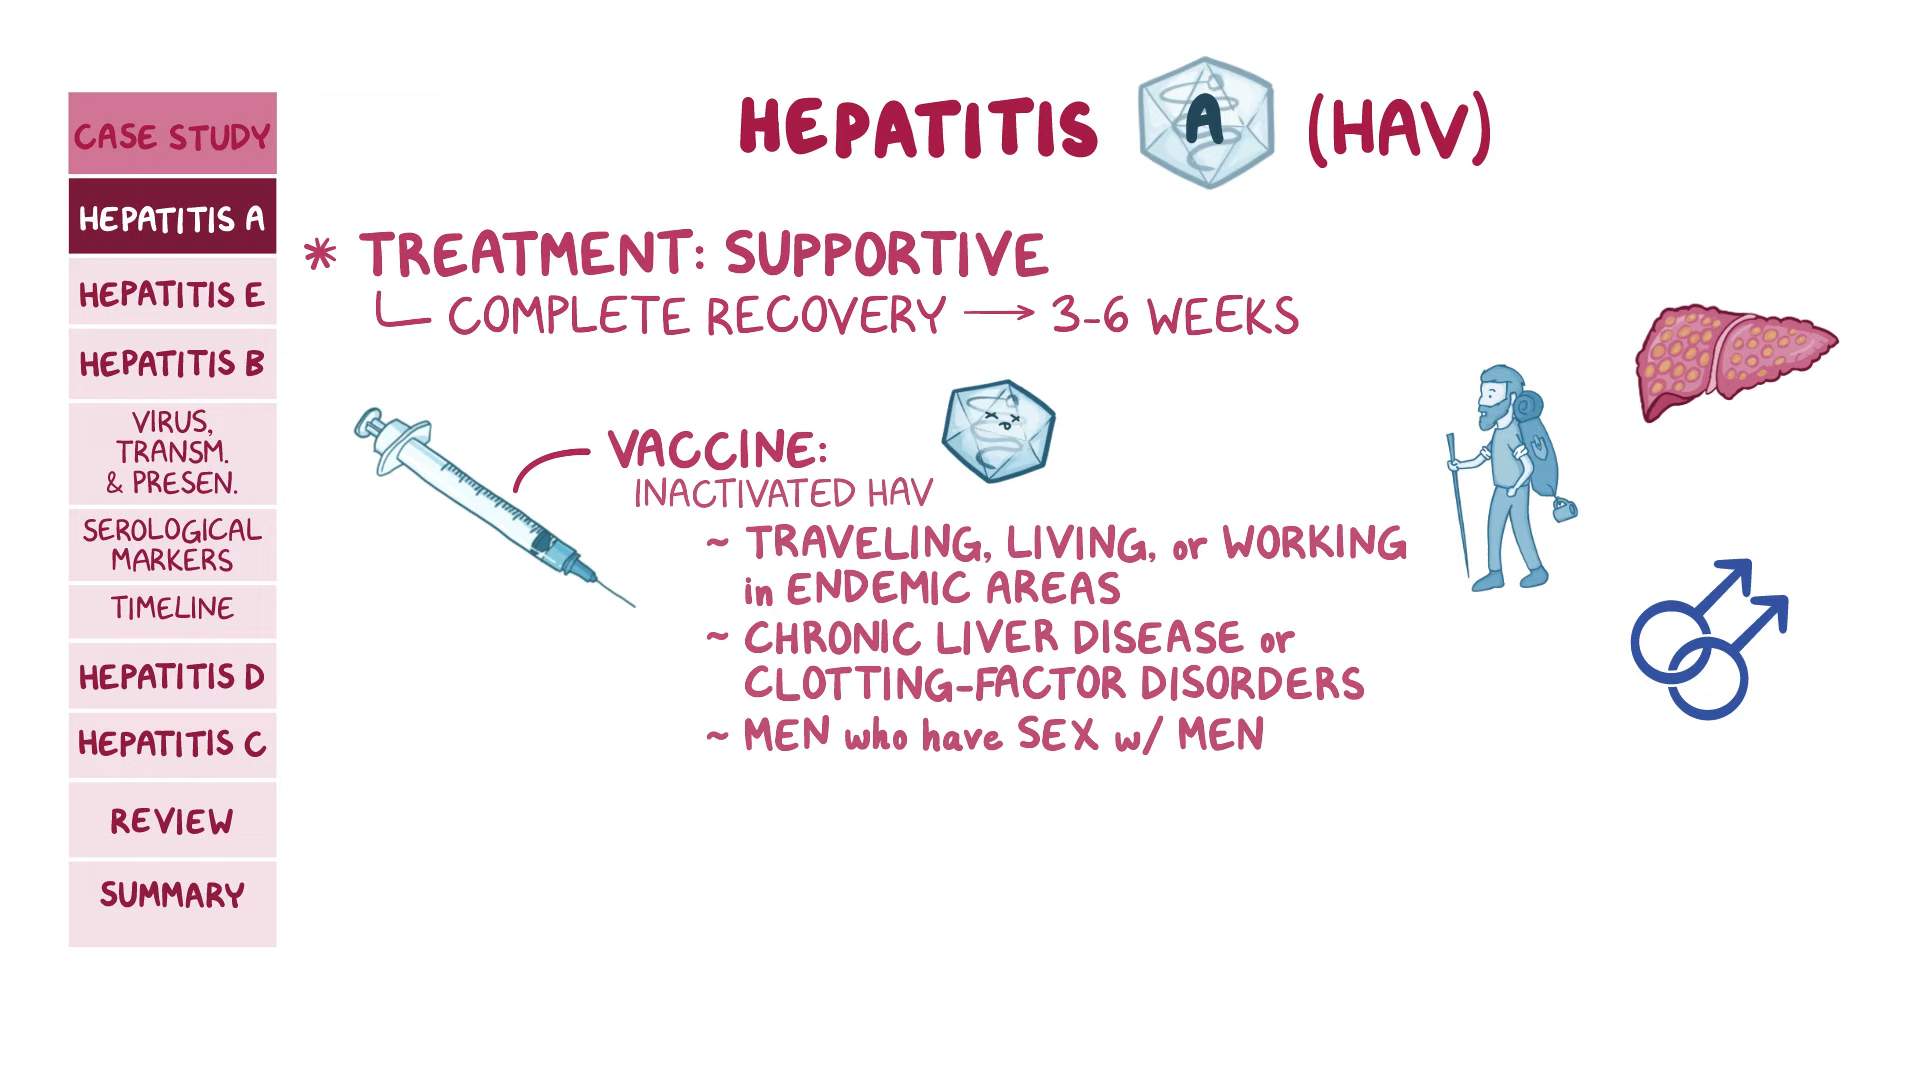 CASE STUDY
HEPATITIS A
HEPATITIS E
HEPATITIS B
VIRUS,
TRANSM.
& PRESEN.
SEROLOGICAL
MARKERS
TIMELINE
HEPATITIS D
HEPATITIS C
REVIEW
SUMMARY
HEPATITIS A (HAV)
* TREATMENT: SUPPORTIVE
COMPLETE RECOVERY → 3-6 WEEKS
VACCINE:
INACTIVATED HAV
~ TRAVELING, LIVING, or WORKING
in ENDEMIC AREAS
~ CHRONIC LIVER DISEASE or
CLOTTING-FACTOR DISORDERS
~ MEN who have SEX w/ MEN